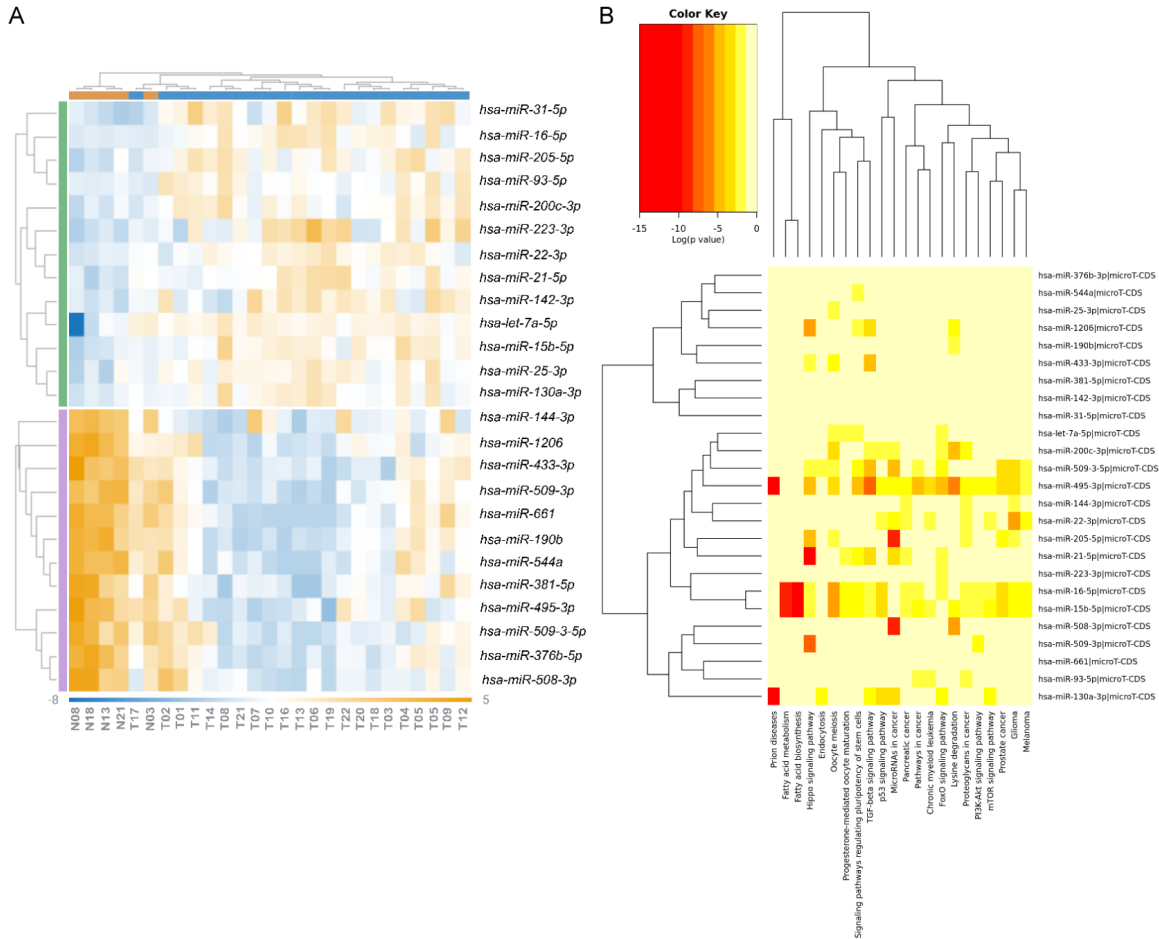 A
hsa-miR-31-5p
hsa-miR-16-5p
hsa-miR-205-5p
hsa-miR-93-5p
hsa-miR-200c-3p
hsa-miR-223-3p
hsa-miR-22-3p
hsa-miR-21-5p
hsa-miR-142-3p
hsa-let-7a-5p
hsa-miR-15b-5p
hsa-miR-25-3p
hsa-miR-130a-3p
hsa-miR-144-3p
hsa-miR-1206
hsa-miR-433-3p
hsa-miR-509-3p
hsa-miR-661
hsa-miR-190b
hsa-miR-544a
hsa-miR-381-5p
hsa-miR-495-3p
hsa-miR-509-3-5p
hsa-miR-376b-5p
hsa-miR-508-3p
-8
5
N08
N18
N13
N21
T17
N03
T02
T01
T11
T14
T08
T21
T07
T10
T16
T13
T06
T19
T22
T20
T18
T03
T04
T05
T05
T09
T12
B
Color Key
-15
-10
-5
0
Log(p value)
hsa-miR-376b-3p|microT-CDS
hsa-miR-544a|microT-CDS
hsa-miR-25-3p|microT-CDS
hsa-miR-1206|microT-CDS
hsa-miR-190b|microT-CDS
hsa-miR-433-3p|microT-CDS
hsa-miR-381-5p|microT-CDS
hsa-miR-142-3p|microT-CDS
hsa-miR-31-5p|microT-CDS
hsa-let-7a-5p|microT-CDS
hsa-miR-200c-3p|microT-CDS
hsa-miR-509-3-5p|microT-CDS
hsa-miR-495-3p|microT-CDS
hsa-miR-144-3p|microT-CDS
hsa-miR-22-3p|microT-CDS
hsa-miR-205-5p|microT-CDS
hsa-miR-21-5p|microT-CDS
hsa-miR-223-3p|microT-CDS
hsa-miR-16-5p|microT-CDS
hsa-miR-15b-5p|microT-CDS
hsa-miR-508-3p|microT-CDS
hsa-miR-509-3p|microT-CDS
hsa-miR-661|microT-CDS
hsa-miR-93-5p|microT-CDS
hsa-miR-130a-3p|microT-CDS
Prion diseases
Fatty acid metabolism
Fatty acid biosynthesis
Hippo signaling pathway
Endocytosis
Oocyte meiosis
Progesterone-mediated oocyte maturation
Signaling pathways regulating pluripotency of stem cells
TGF-beta signaling pathway
p53 signaling pathway
MicroRNAs in cancer
Pancreatic cancer
Pathways in cancer
Chronic myeloid leukemia
FoxO signaling pathway
Lysine degradation
Proteoglycans in cancer
PI3K-Akt signaling pathway
mTOR signaling pathway
Prostate cancer
Glioma
Melanoma